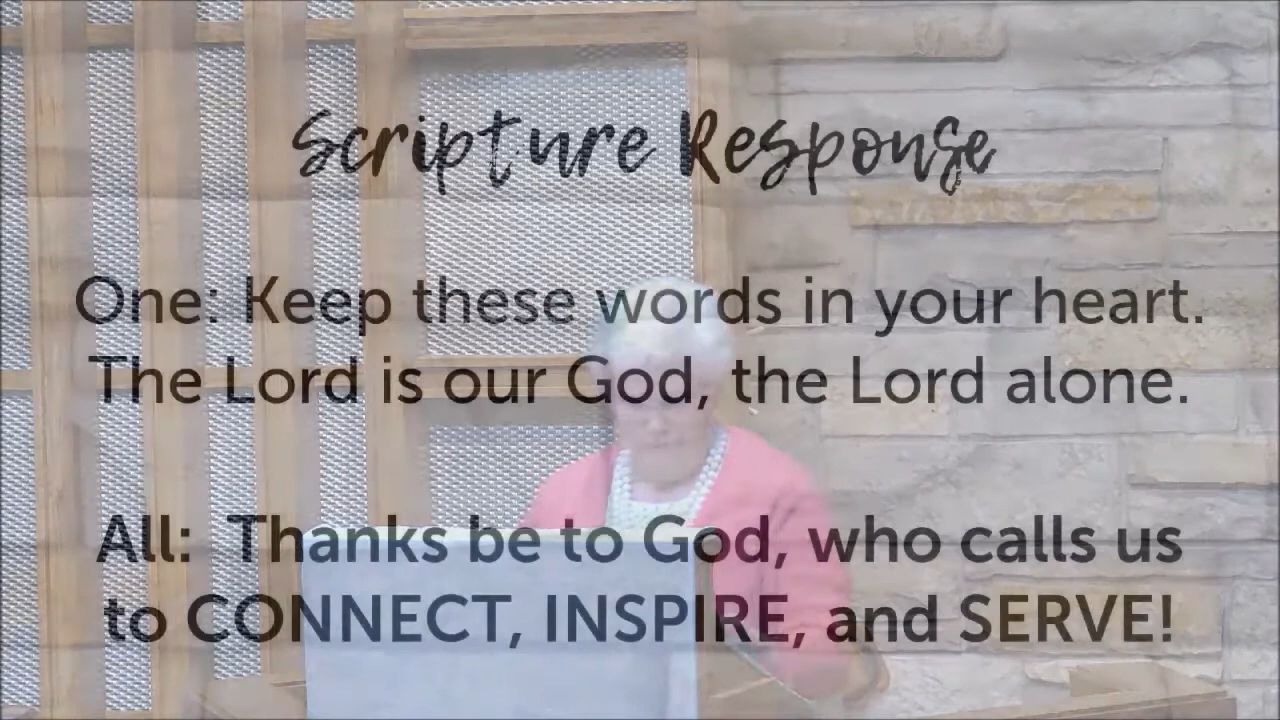 Scripture Response
One: Keep these words in your heart.
The Lord is our God, the Lord alone.
All: Thanks be to God, who calls us
to CONNECT, INSPIRE, and SERVE!